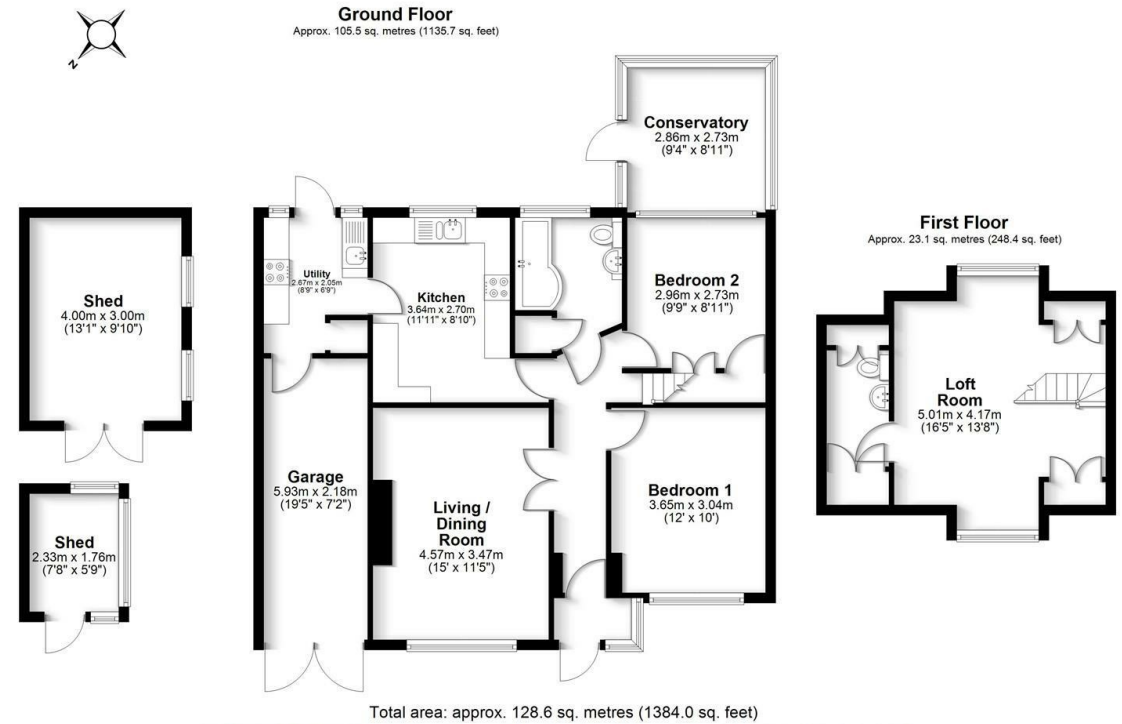 Ground Floor
Approx. 105.5 sq. metres (1135.7 sq. feet)
N
Conservatory
2.86m x 2.73m
(9'4" x 8'11")
First Floor
Approx. 23.1 sq. metres (248.4 sq. feet)
Shed
4.00m x 3.00m
(13'1" x 9'10")
Utility
2.67m x 2.05m
(8'9" x 6'9")
Kitchen
3.64m x 2.70m
(11'11" x 8'10")
Bedroom 2
2.96m x 2.73m
(9'9" x 8'11")
Loft
Room
5.01m x 4.17m
(16'5" x 13'8")
Garage
5.93m x 2.18m
(19'5" x 7'2")
Living /
Dining
Room
4.57m x 3.47m
(15' x 11'5")
Bedroom 1
3.65m x 3.04m
(12' x 10')
Shed
2.33m x 1.76m
(7'8" x 5'9")
Total area: approx. 128.6 sq. metres (1384.0 sq. feet)